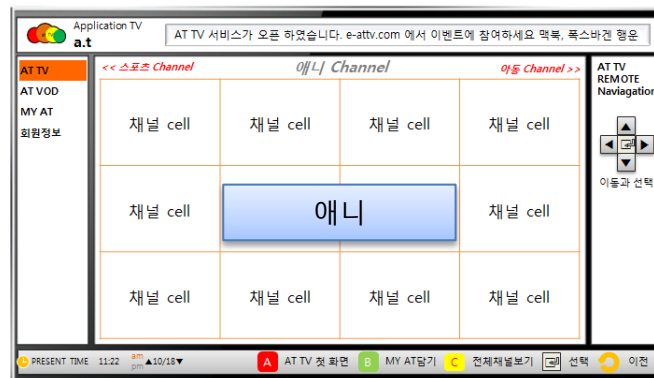 Application TV
a.t
AT TV 서비스가 오픈 하였습니다. e-attv.com 에서 이벤트에 참여하세요 맥북, 폭스바겐 행운
AT TV
AT VOD
MY AT
회원정보
<< 스포츠 Channel
애니 Channel
아동 Channel >>
채널 cell 채널 cell 채널 cell 채널 cell
채널 cell 애니 채널 cell
채널 cell 채널 cell 채널 cell 채널 cell
AT TV
REMOTE
Naviagation
이동과 선택
PRESENT TIME 11:22 am pm ▲10/18▼ A AT TV 첫 화면 B MY AT담기 C 전체채널보기 선택 이전